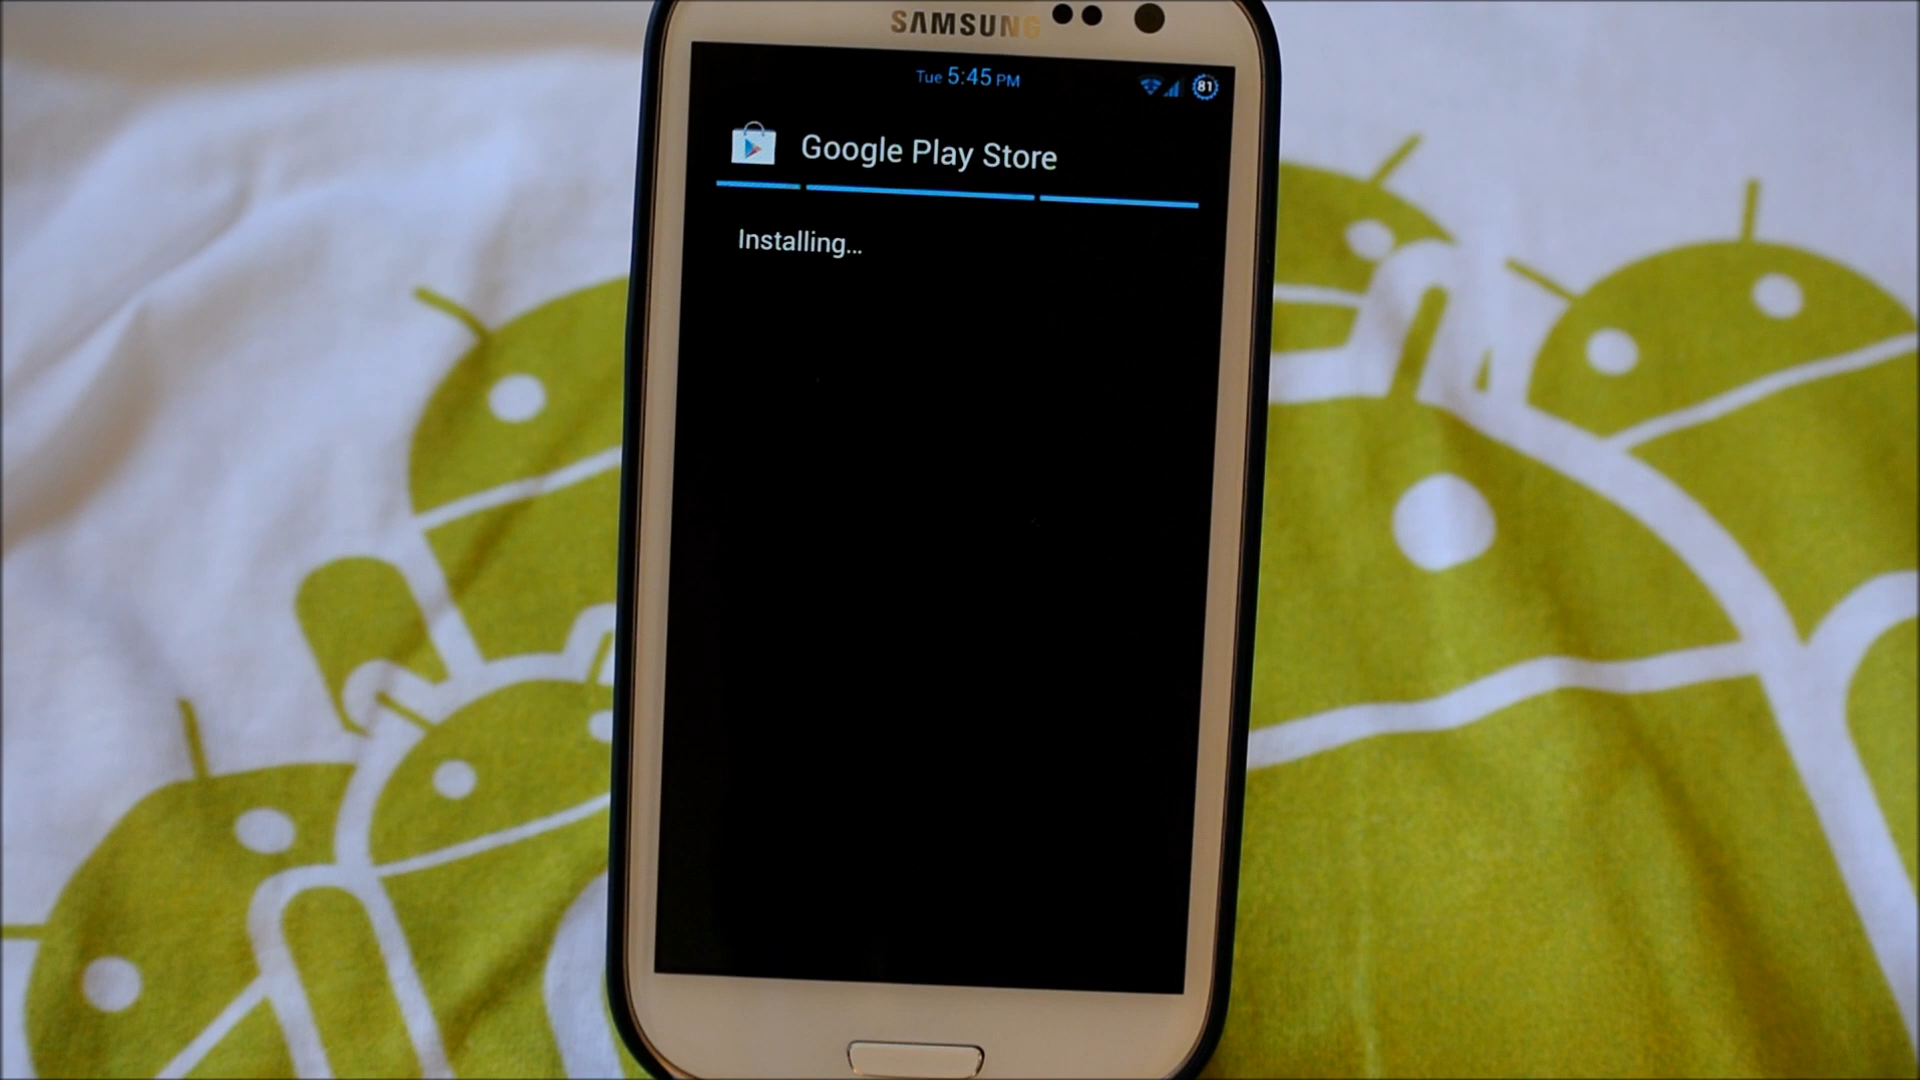 SAMSUNG
Tue 5:45 PM
81
Google Play Store
Installing...